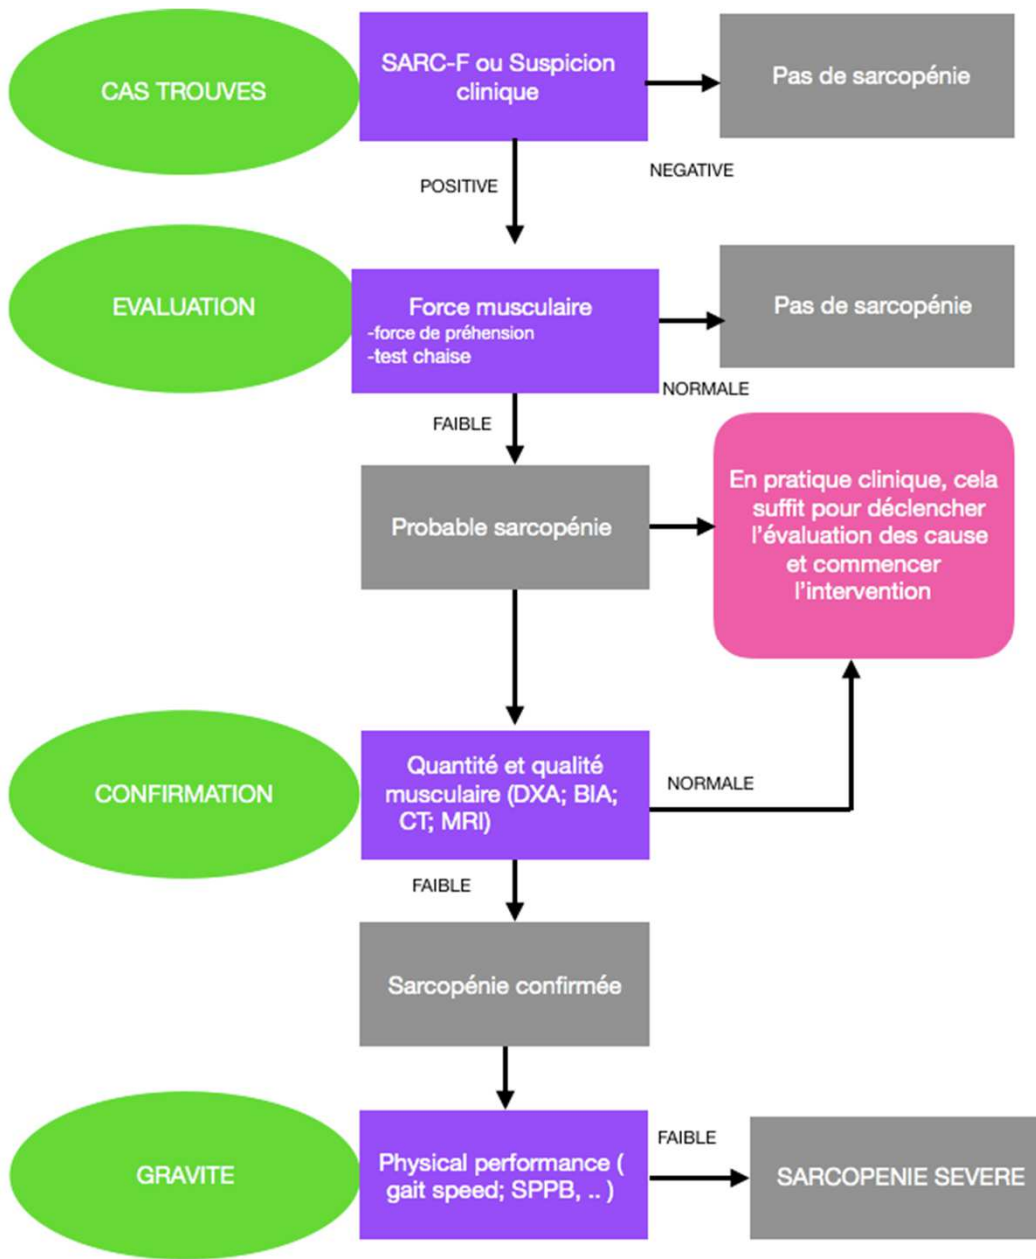 CAS TROUVES
SARC-F ou Suspicion
clinique
Pas de sarcopénie
POSITIVE
NEGATIVE
EVALUATION
Force musculaire
-force de préhension
-test chaise
Pas de sarcopénie
NORMALE
FAIBLE
Probable sarcopénie
En pratique clinique, cela
suffit pour déclencher
l’évaluation des cause
et commencer
l’intervention
CONFIRMATION
Quantité et qualité
musculaire (DXA; BIA;
CT; MRI)
NORMALE
FAIBLE
Sarcopénie confirmée
GRAVITE
Physical performance (
gait speed; SPPB, .. )
FAIBLE
SARCOPENIE SEVERE